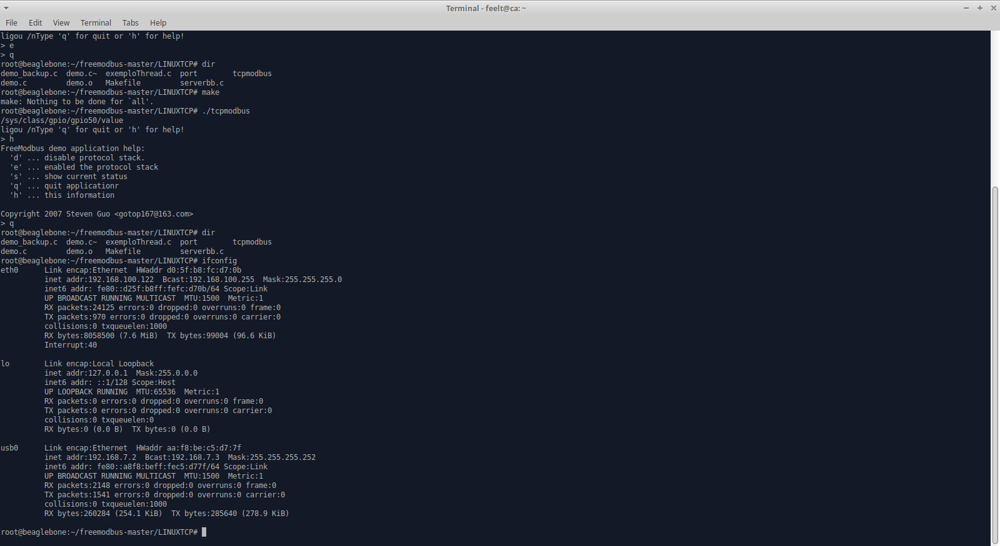 Terminal - feelt@ca: ~
File Edit View Terminal Tabs Help
ligou /nType 'q' for quit or 'h' for help!
> e
> q
root@beaglebone:~/freemodbus-master/LINUXTCP# dir
demo_backup.c  demo.c~  exemploThread.c  port        tcpmodbus
demo.c         demo.o   Makefile         serverbb.c
root@beaglebone:~/freemodbus-master/LINUXTCP# make
make: Nothing to be done for `all'.
root@beaglebone:~/freemodbus-master/LINUXTCP# ./tcpmodbus
/sys/class/gpio/gpio50/value
ligou /nType 'q' for quit or 'h' for help!
> h
FreeModbus demo application help:
  'd' ... disable protocol stack.
  'e' ... enabled the protocol stack
  's' ... show current status
  'q' ... quit applicationr
  'h' ... this information

Copyright 2007 Steven Guo <gotop167@163.com>
> q
root@beaglebone:~/freemodbus-master/LINUXTCP# dir
demo_backup.c  demo.c~  exemploThread.c  port        tcpmodbus
demo.c         demo.o   Makefile         serverbb.c
root@beaglebone:~/freemodbus-master/LINUXTCP# ifconfig
eth0      Link encap:Ethernet  HWaddr d0:5f:b8:fc:d7:0b
          inet addr:192.168.100.122  Bcast:192.168.100.255  Mask:255.255.255.0
          inet6 addr: fe80::d25f:b8ff:fefc:d70b/64 Scope:Link
          UP BROADCAST RUNNING MULTICAST  MTU:1500  Metric:1
          RX packets:24125 errors:0 dropped:0 overruns:0 frame:0
          TX packets:970 errors:0 dropped:0 overruns:0 carrier:0
          collisions:0 txqueuelen:1000
          RX bytes:8058500 (7.6 MiB)  TX bytes:99004 (96.6 KiB)
          Interrupt:40

lo        Link encap:Local Loopback
          inet addr:127.0.0.1  Mask:255.0.0.0
          inet6 addr: ::1/128 Scope:Host
          UP LOOPBACK RUNNING  MTU:65536  Metric:1
          RX packets:0 errors:0 dropped:0 overruns:0 frame:0
          TX packets:0 errors:0 dropped:0 overruns:0 carrier:0
          collisions:0 txqueuelen:0
          RX bytes:0 (0.0 B)  TX bytes:0 (0.0 B)

usb0      Link encap:Ethernet  HWaddr aa:f8:be:c5:d7:7f
          inet addr:192.168.7.2  Bcast:192.168.7.3  Mask:255.255.255.252
          inet6 addr: fe80::a8f8:beff:fec5:d77f/64 Scope:Link
          UP BROADCAST RUNNING MULTICAST  MTU:1500  Metric:1
          RX packets:2148 errors:0 dropped:0 overruns:0 frame:0
          TX packets:1541 errors:0 dropped:0 overruns:0 carrier:0
          collisions:0 txqueuelen:1000
          RX bytes:260284 (254.1 KiB)  TX bytes:285640 (278.9 KiB)

root@beaglebone:~/freemodbus-master/LINUXTCP#